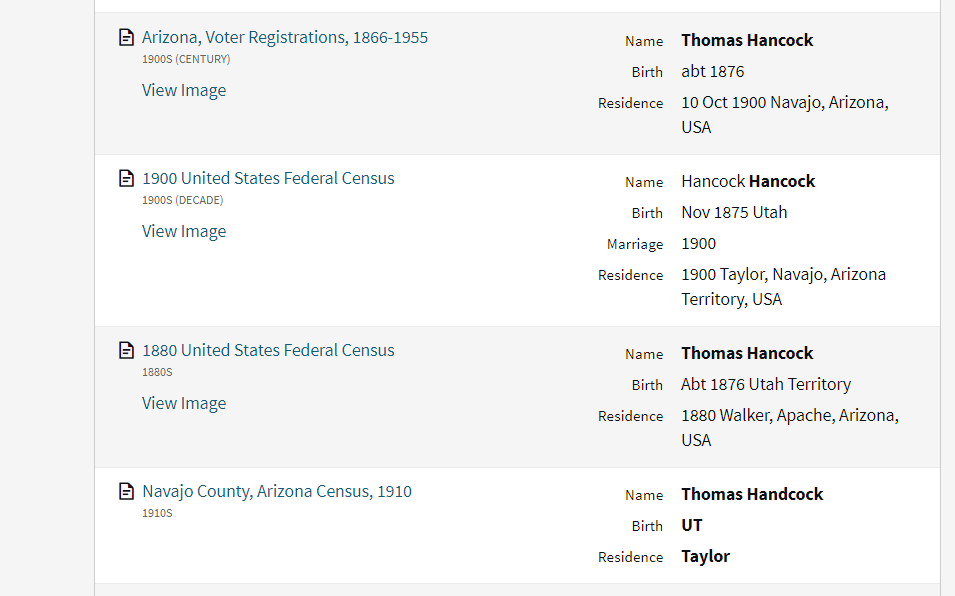 Arizona, Voter Registrations, 1866-1955
1900S (CENTURY)
View Image
Name Thomas Hancock
Birth abt 1876
Residence 10 Oct 1900 Navajo, Arizona,
USA
1900 United States Federal Census
1900S (DECADE)
View Image
Name Hancock Hancock
Birth Nov 1875 Utah
Marriage 1900
Residence 1900 Taylor, Navajo, Arizona
Territory, USA
1880 United States Federal Census
1880S
View Image
Name Thomas Hancock
Birth Abt 1876 Utah Territory
Residence 1880 Walker, Apache, Arizona,
USA
Navajo County, Arizona Census, 1910
1910S
Name Thomas Handcock
Birth UT
Residence Taylor